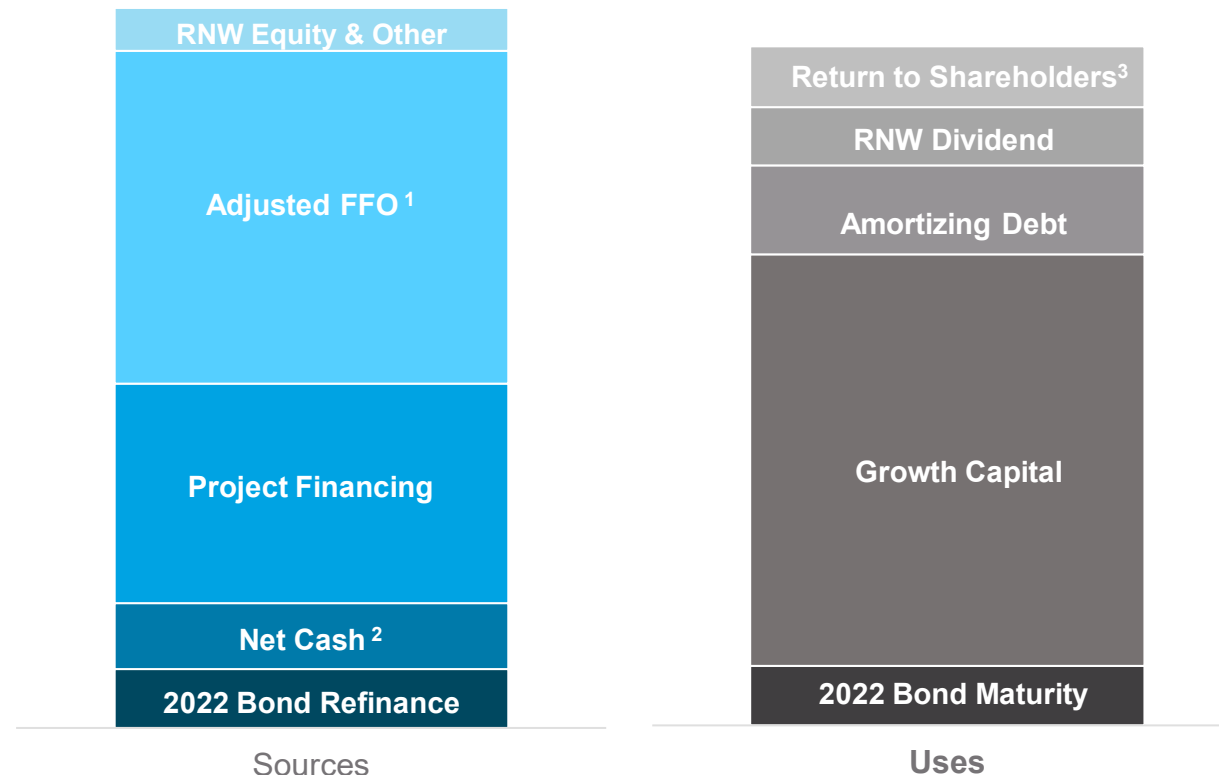 RNW Equity & Other
Adjusted FFO 1
Project Financing
Net Cash 2
2022 Bond Refinance
Sources
Return to Shareholders3
RNW Dividend
Amortizing Debt
Growth Capital
2022 Bond Maturity
Uses